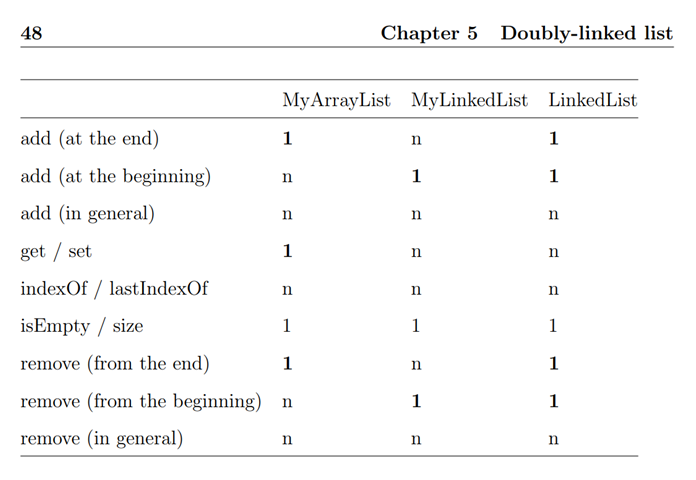 48 Chapter 5 Doubly-linked list
MyArrayList MyLinkedList LinkedList
add (at the end) 1 n 1
add (at the beginning) n 1 1
add (in general) n n n
get / set 1 n n
indexOf / lastIndexOf n n n
isEmpty / size 1 1 1
remove (from the end) 1 n 1
remove (from the beginning) n 1 1
remove (in general) n n n